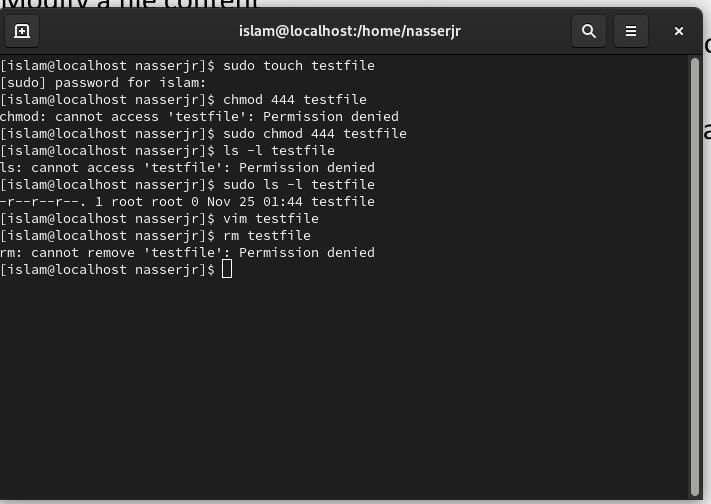 Modify a file content
islam@localhost:/home/nasserjr
[islam@localhost nasserjr]$ sudo touch testfile
[sudo] password for islam:
[islam@localhost nasserjr]$ chmod 444 testfile
chmod: cannot access 'testfile': Permission denied
[islam@localhost nasserjr]$ sudo chmod 444 testfile
[islam@localhost nasserjr]$ ls -l testfile
ls: cannot access 'testfile': Permission denied
[islam@localhost nasserjr]$ sudo ls -l testfile
-r--r--r--. 1 root root 0 Nov 25 01:44 testfile
[islam@localhost nasserjr]$ vim testfile
[islam@localhost nasserjr]$ rm testfile
rm: cannot remove 'testfile': Permission denied
[islam@localhost nasserjr]$